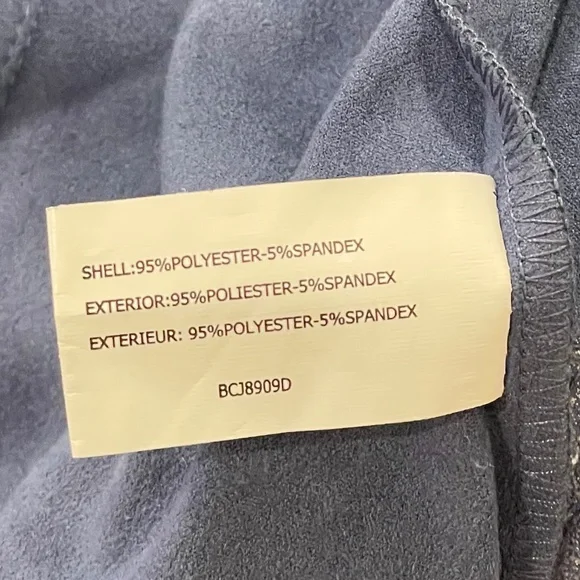 SHELL:95%POLYESTER-5%SPANDEX
EXTERIOR:95%POLIESTER-5%SPANDEX
EXTERIEUR: 95%POLYESTER-5%SPANDEX
BCJ8909D